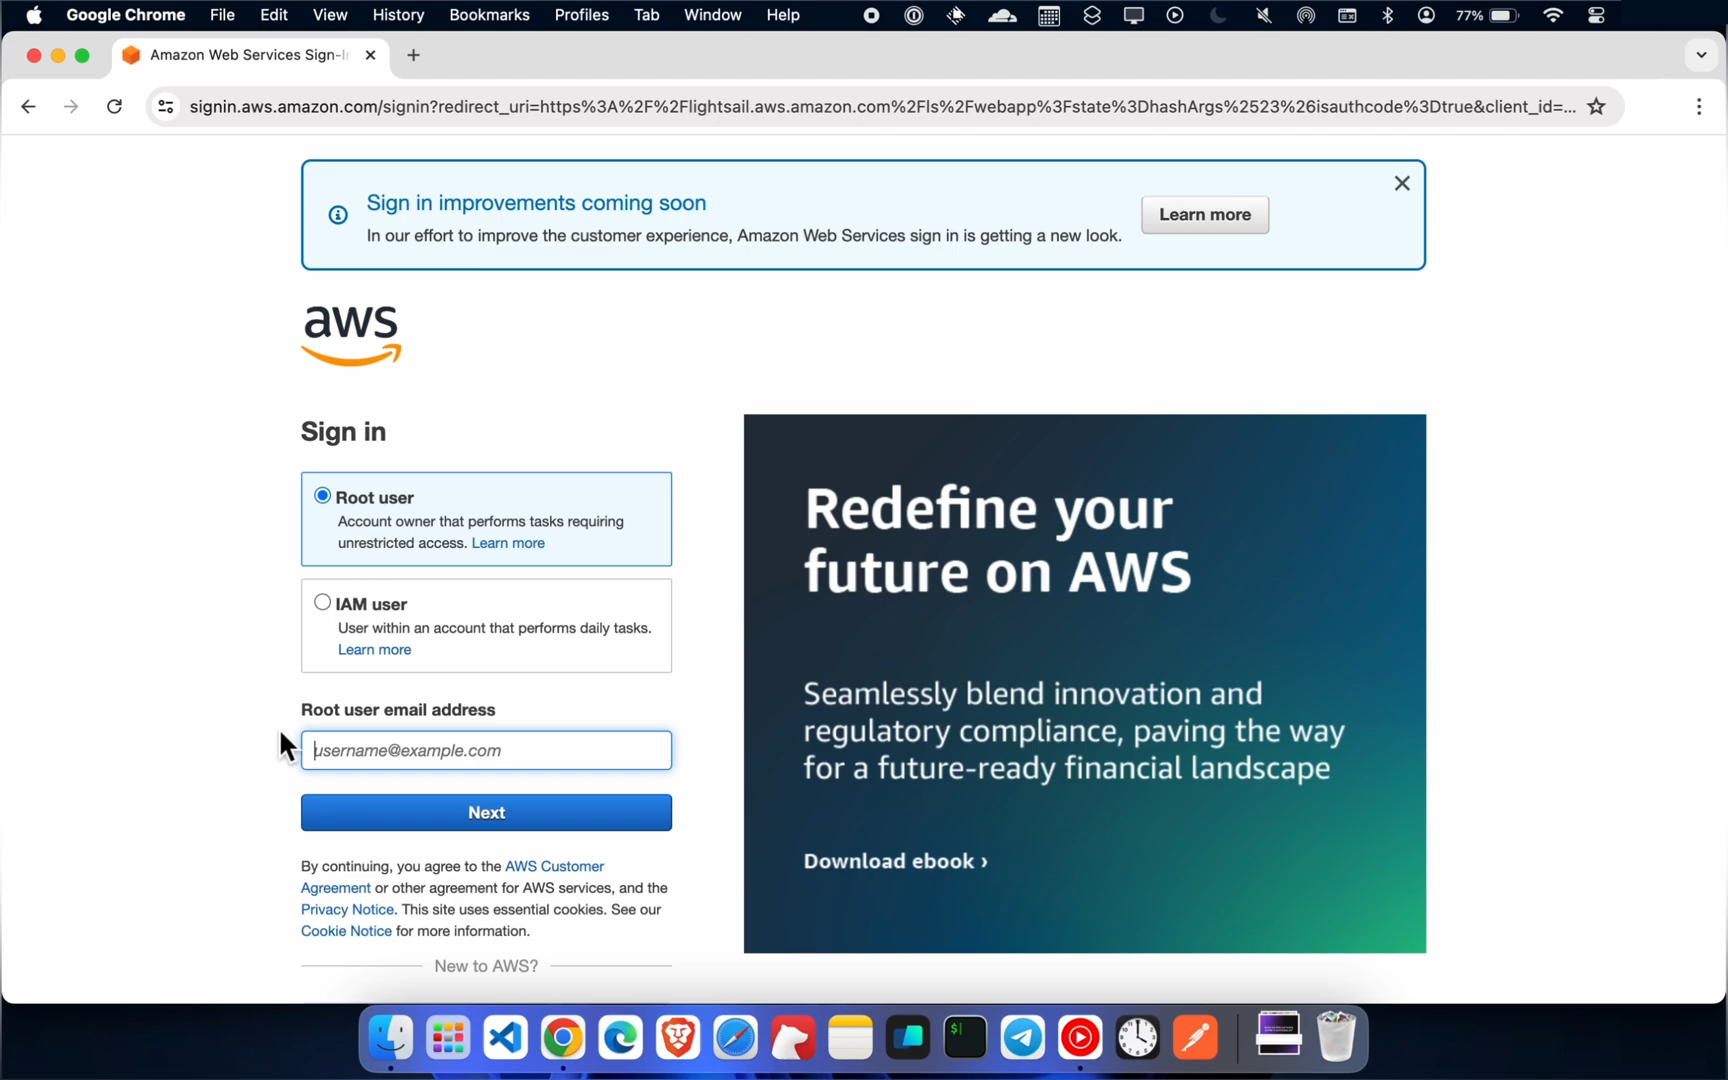 Google Chrome File Edit View History Bookmarks Profiles Tab Window Help 77%
Amazon Web Services Sign-I
signin.aws.amazon.com/signin?redirect_uri=https%3A%2F%2Flightsail.aws.amazon.com%2Fls%2Fwebapp%3Fstate%3DhashArgs%2523%26isauthcode%3Dtrue&client_id=...
Sign in improvements coming soon
In our effort to improve the customer experience, Amazon Web Services sign in is getting a new look.
Learn more
aws
Sign in
Root user
Account owner that performs tasks requiring
unrestricted access. Learn more
IAM user
User within an account that performs daily tasks.
Learn more
Root user email address
username@example.com
Next
By continuing, you agree to the AWS Customer
Agreement or other agreement for AWS services, and the
Privacy Notice. This site uses essential cookies. See our
Cookie Notice for more information.
New to AWS?
Redefine your
future on AWS
Seamlessly blend innovation and
regulatory compliance, paving the way
for a future-ready financial landscape
Download ebook ›
$